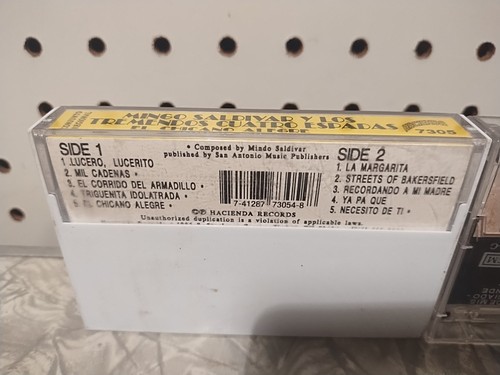 MINGO SALDIVAR Y LOS
TREMENDOS CUATRO ESPADAS
EL CHICANO ALEGRE
7305
SIDE 1
1. LUCERO, LUCERITO
2. MIL CADENAS •
3. EL CORRIDO DEL ARMADILLO •
4. TRIGUENITA IDOLATRADA •
5. EL CHICANO ALEGRE •
• Composed by Mindo Saldivar
published by San Antonio Music Publishers
7-41287 73054-8
©℗ HACIENDA RECORDS
Unauthorized duplication is a violation of applicable laws.
SIDE 2
1. LA MARGARITA
2. STREETS OF BAKERSFIELD
3. RECORDANDO A MI MADRE
4. YA PA QUE
5. NECESITO DE TI •